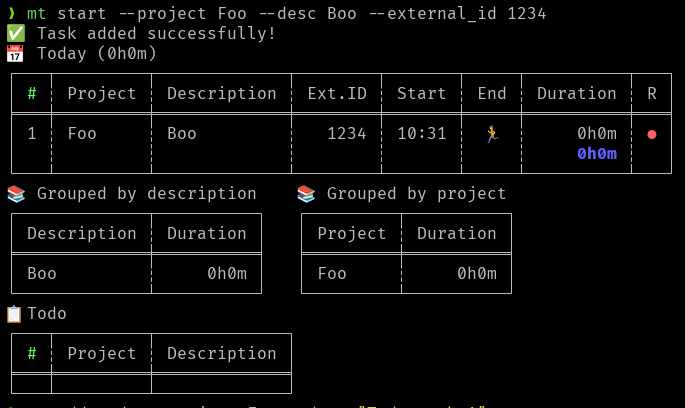 ❱ mt start --project Foo --desc Boo --external_id 1234
✅ Task added successfully!
📅 Today (0h0m)
# Project Description Ext.ID Start End Duration R
1 Foo Boo 1234 10:31 🏃 0h0m 🔴
0h0m
📚 Grouped by description 📚 Grouped by project
Description Duration Project Duration
Boo 0h0m Foo 0h0m
📋 Todo
# Project Description